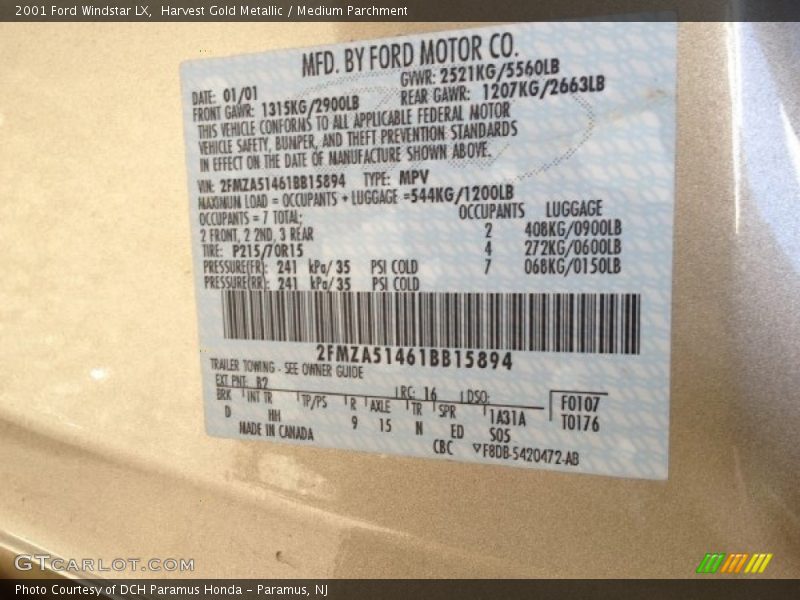 2001 Ford Windstar LX,  Harvest Gold Metallic / Medium Parchment
MFD. BY FORD MOTOR CO.
DATE: 01/01 GVWR: 2521KG/5560LB
FRONT GAWR: 1315KG/2900LB REAR GAWR: 1207KG/2663LB
THIS VEHICLE CONFORMS TO ALL APPLICABLE FEDERAL MOTOR
VEHICLE SAFETY, BUMPER, AND THEFT PREVENTION STANDARDS
IN EFFECT ON THE DATE OF MANUFACTURE SHOWN ABOVE.
VIN: 2FMZA51461BB15894 TYPE: MPV
MAXIMUM LOAD = OCCUPANTS + LUGGAGE =544KG/1200LB
OCCUPANTS = 7 TOTAL; OCCUPANTS LUGGAGE
2 FRONT, 2 2ND, 3 REAR 2 408KG/0900LB
TIRE: P215/70R15 4 272KG/0600LB
PRESSURE(FR): 241 kPa/ 35 PSI COLD 7 068KG/0150LB
PRESSURE(RR): 241 kPa/ 35 PSI COLD
2FMZA51461BB15894
TRAILER TOWING - SEE OWNER GUIDE
EXT PNT: B2 RC: 16 DSO:
BRK INT TR TP/PS R AXLE TR SPR 1A31A F0107
D HH 9 15 N ED S05 T0176
MADE IN CANADA CBC ▽F8DB-5420472-AB
GTCARLOT.COM
Photo Courtesy of DCH Paramus Honda – Paramus, NJ